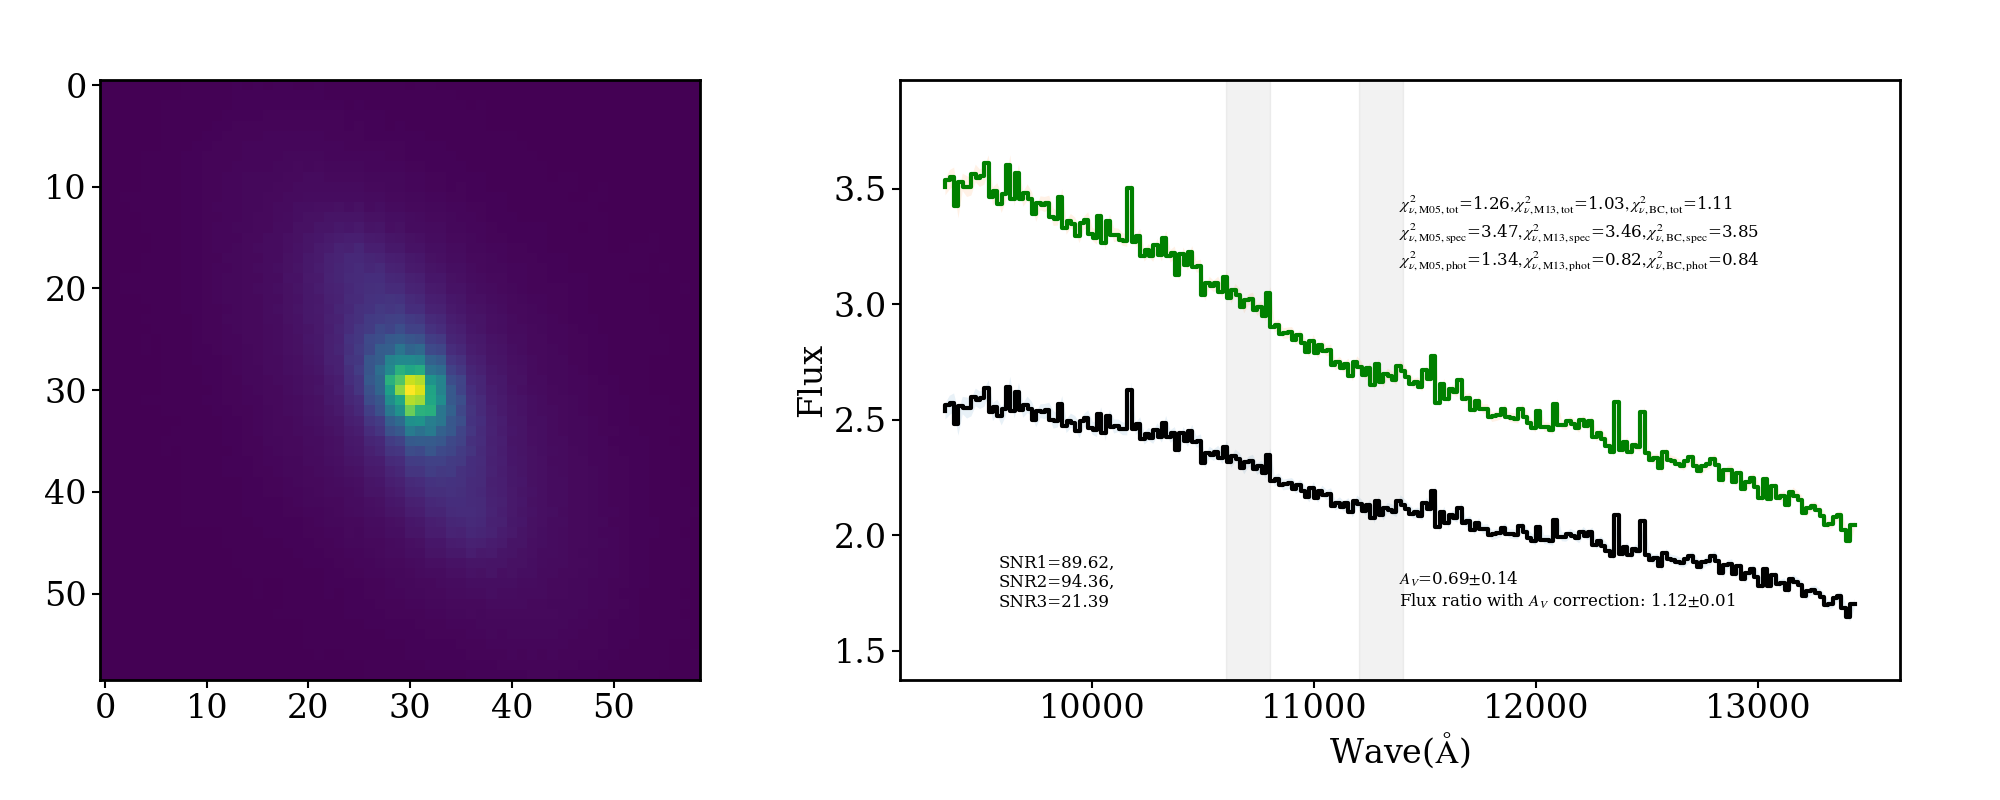 0
10
20
30
40
50
0 10 20 30 40 50
Flux
3.5
3.0
2.5
2.0
1.5
χ²ν,M05,tot=1.26,χ²ν,M13,tot=1.03,χ²ν,BC,tot=1.11
χ²ν,M05,spec=3.47,χ²ν,M13,spec=3.46,χ²ν,BC,spec=3.85
χ²ν,M05,phot=1.34,χ²ν,M13,phot=0.82,χ²ν,BC,phot=0.84
SNR1=89.62,
SNR2=94.36,
SNR3=21.39
AV=0.69±0.14
Flux ratio with AV correction: 1.12±0.01
10000 11000 12000 13000
Wave(Å)